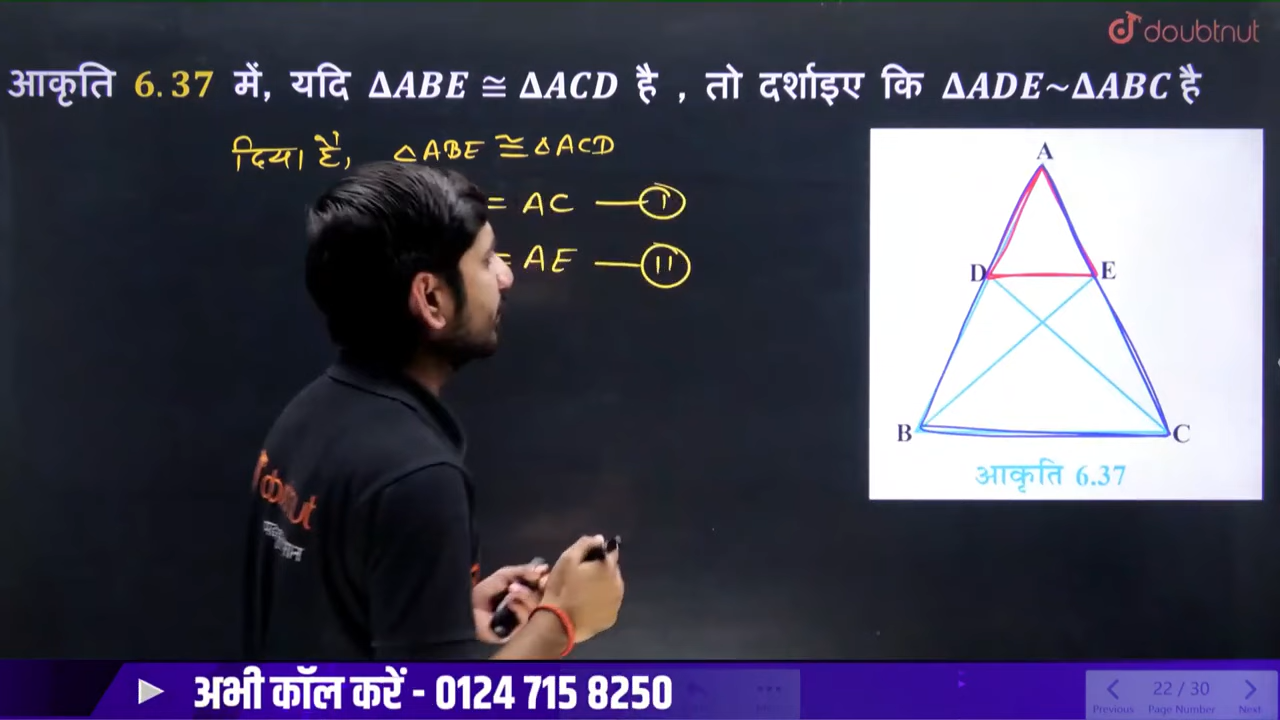 doubtnut
आकृति 6.37 में, यदि ΔABE ≅ ΔACD है , तो दर्शाइए कि ΔADE~ΔABC है
दिया है, ΔABE ≅ ΔACD
= AC — I
= AE — II
A
D E
B C
आकृति 6.37
doubtnut
अभी कॉल करें - 0124 715 8250
22 / 30
Previous Page Number Next